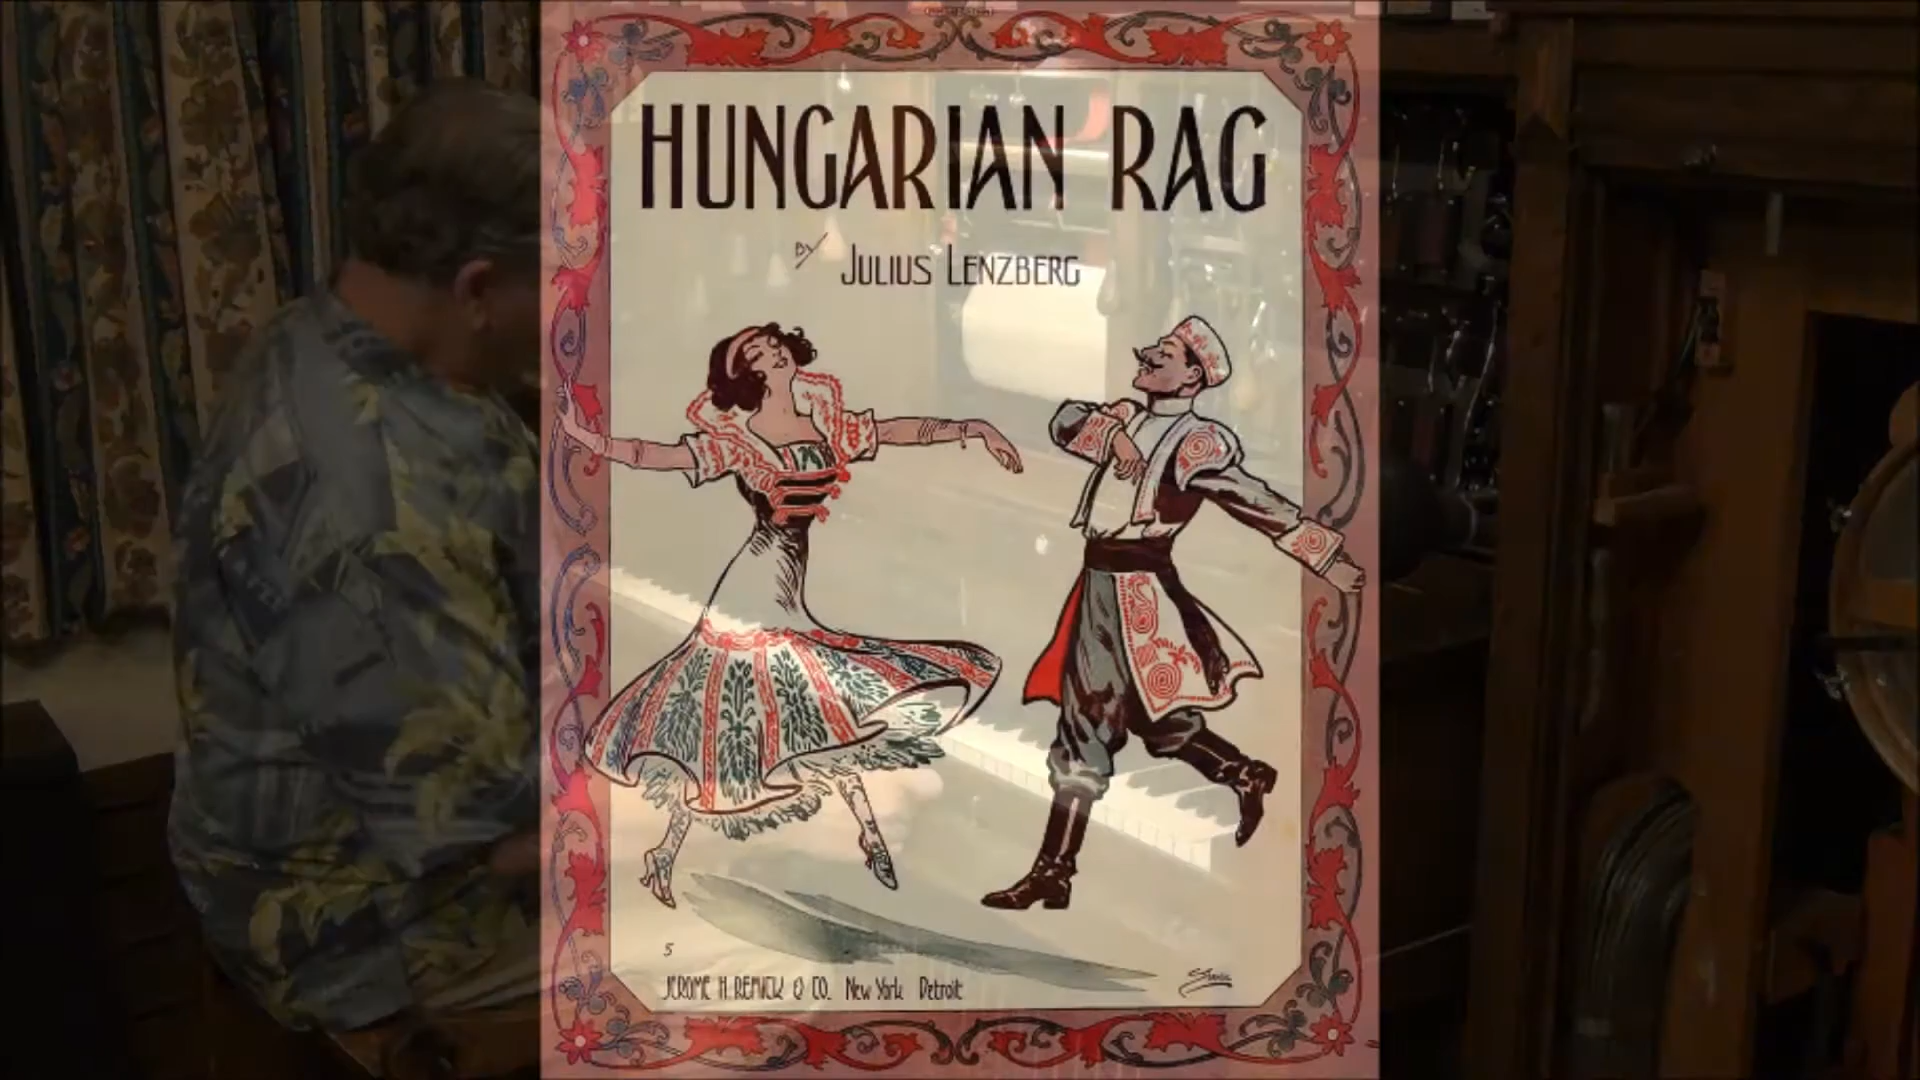 HUNGARIAN RAG
BY JULIUS LENZBERG
5
JEROME H. REMICK & CO. New York Detroit